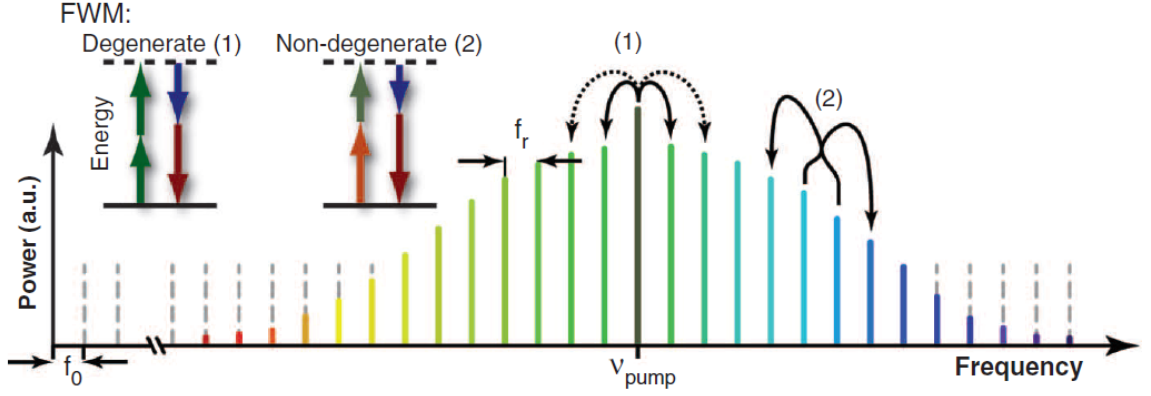 FWM:
Degenerate (1)
Non-degenerate (2)
(1)
(2)
Energy
f_r
Power (a.u.)
f_0
ν_pump
Frequency